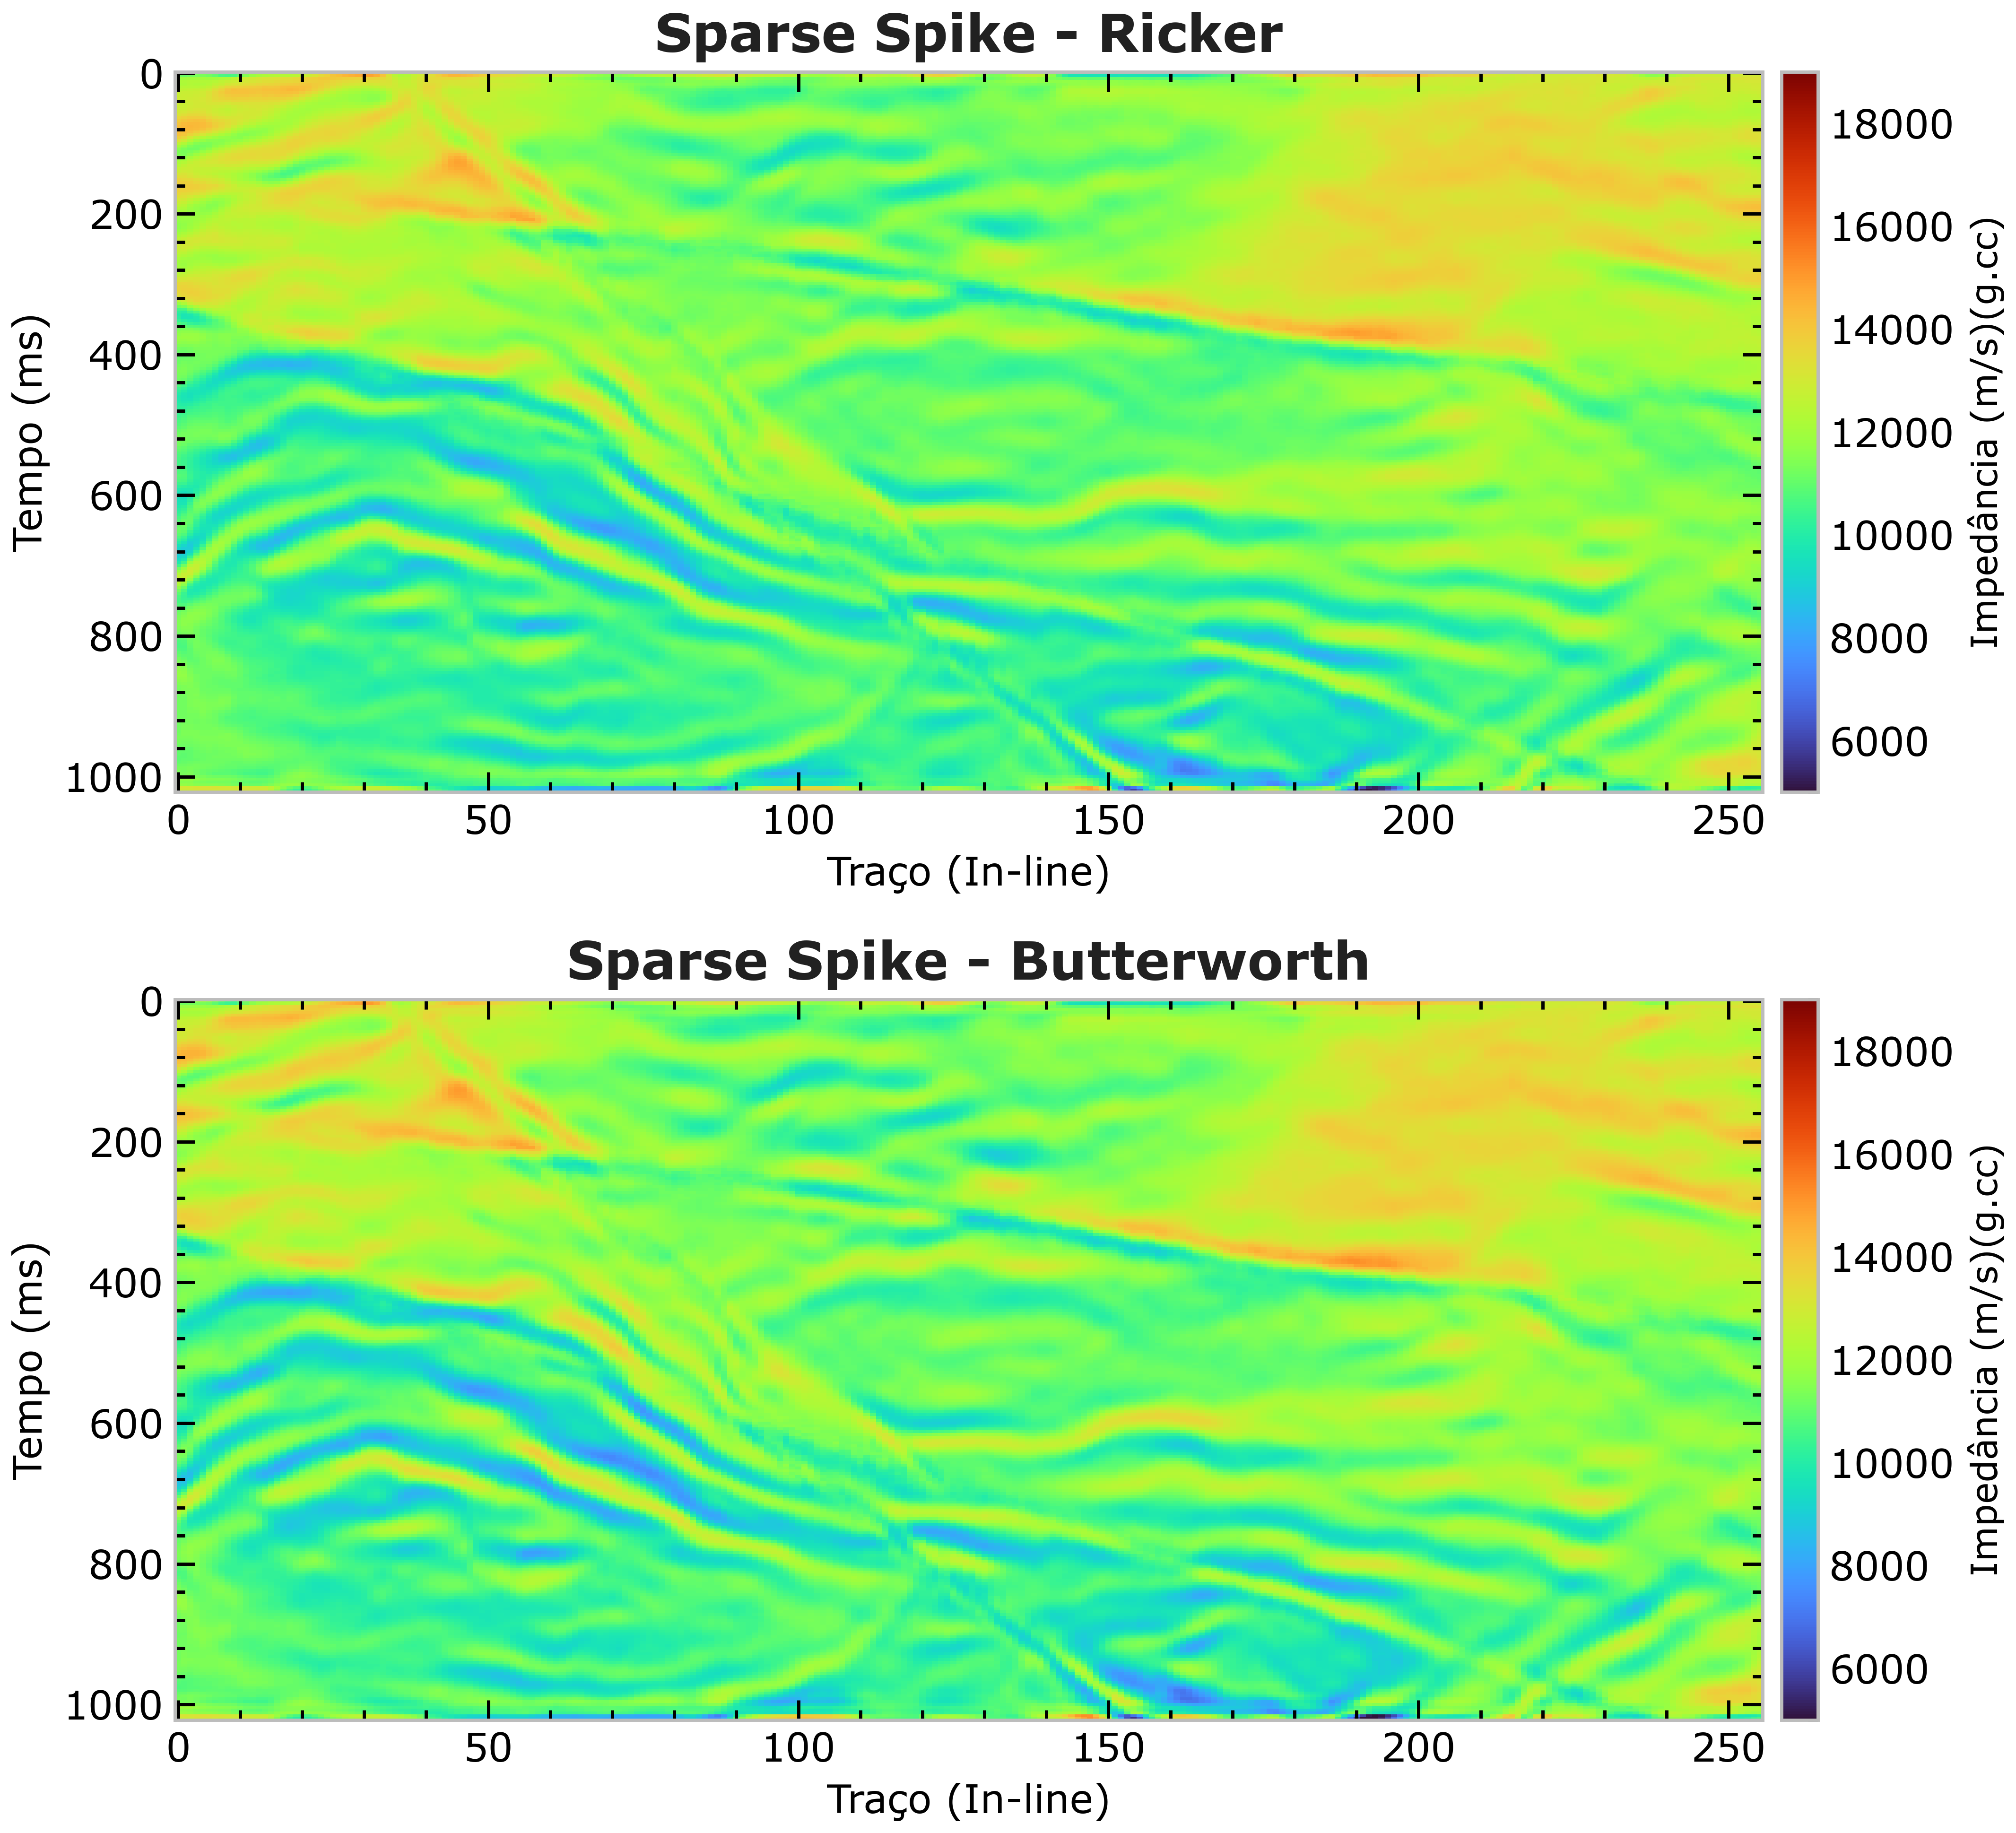 Sparse Spike - Ricker
0
200
400
600
800
1000
Tempo (ms)
0 50 100 150 200 250
Traço (In-line)
18000
16000
14000
12000
10000
8000
6000
Impedância (m/s)(g.cc)
Sparse Spike - Butterworth
0
200
400
600
800
1000
Tempo (ms)
0 50 100 150 200 250
Traço (In-line)
18000
16000
14000
12000
10000
8000
6000
Impedância (m/s)(g.cc)